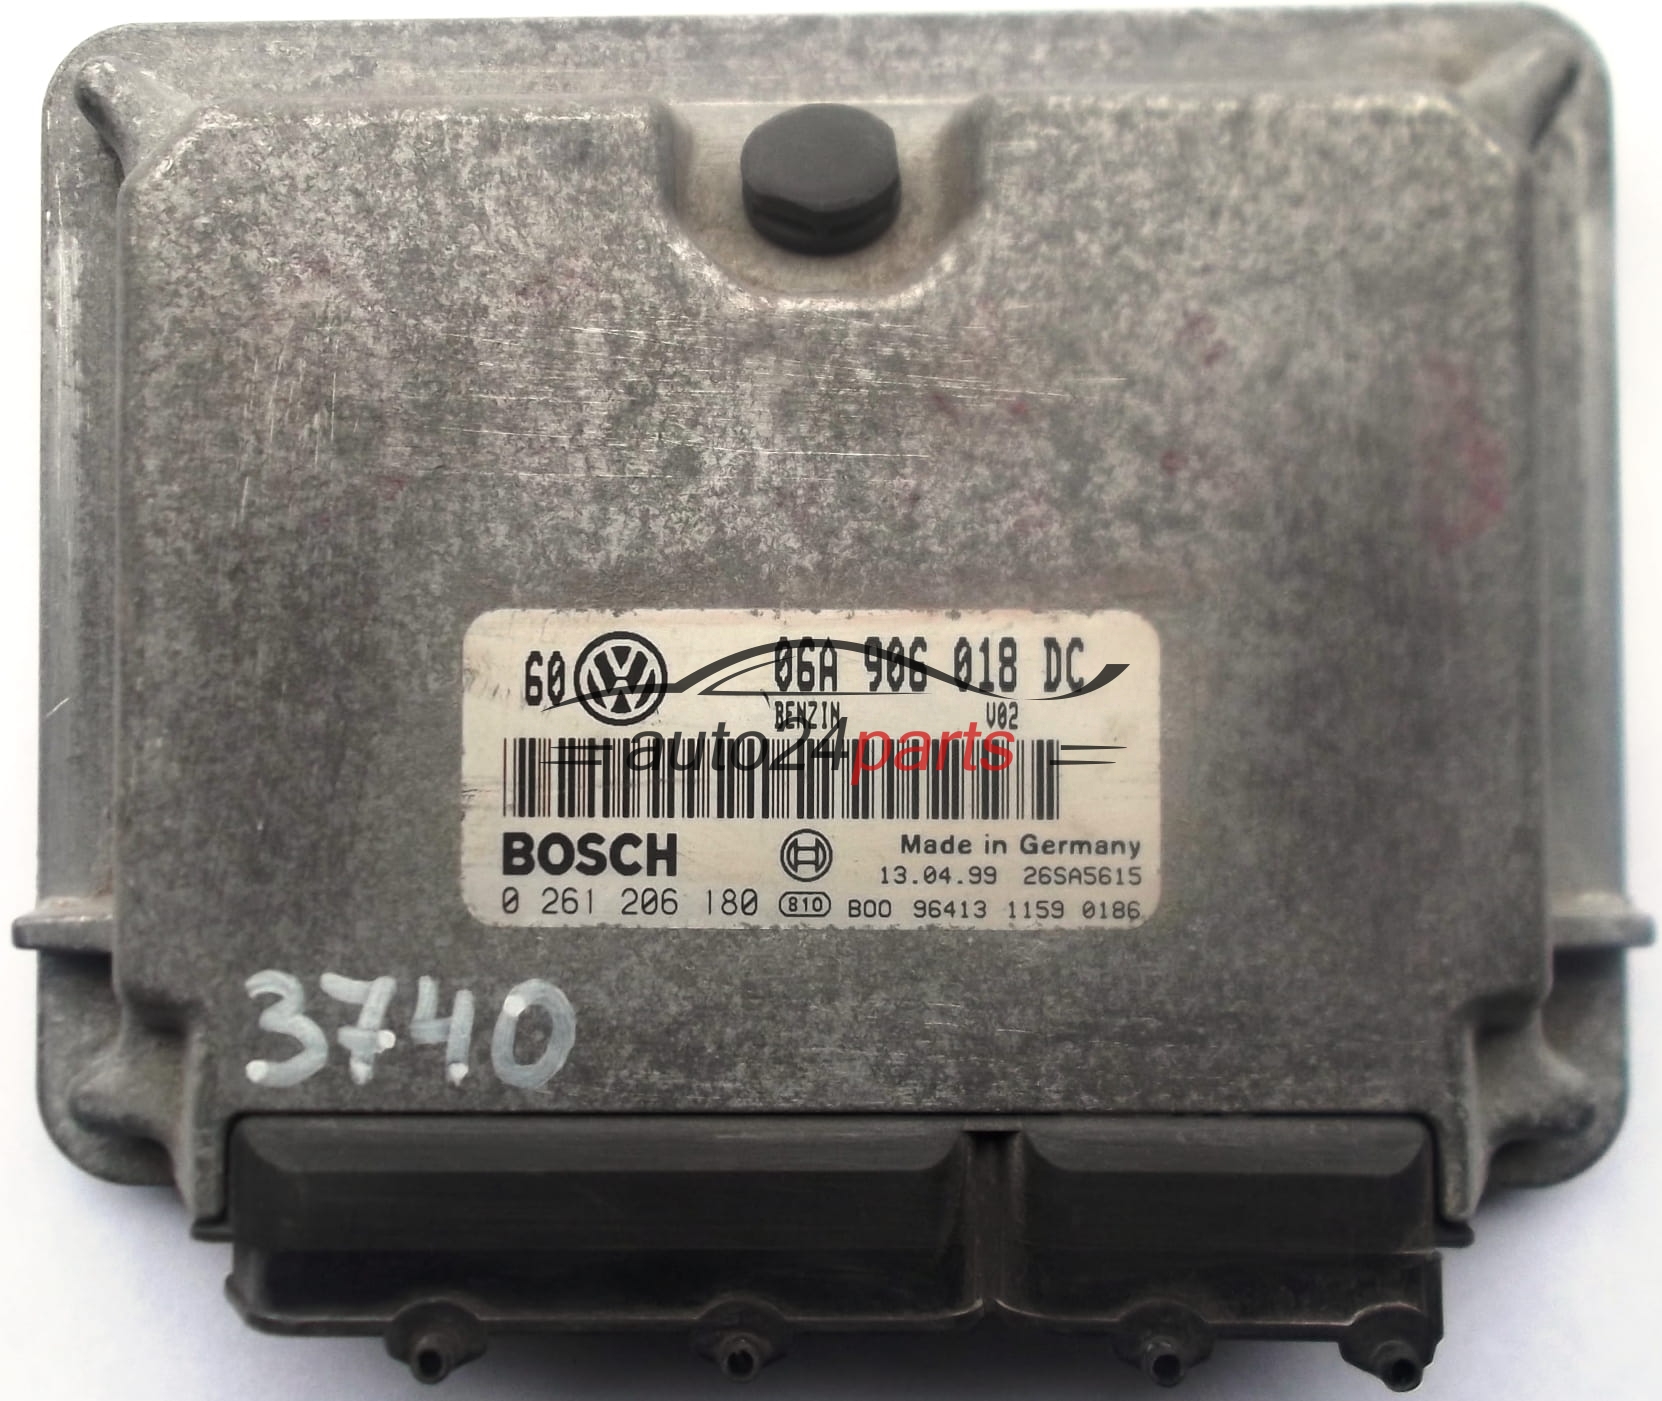 60 06A 906 018 DC
BENZIN V02
auto24parts
BOSCH
Made in Germany
13.04.99 26SA5615
0 261 206 180 810 B00 96413 1159 0186
3740